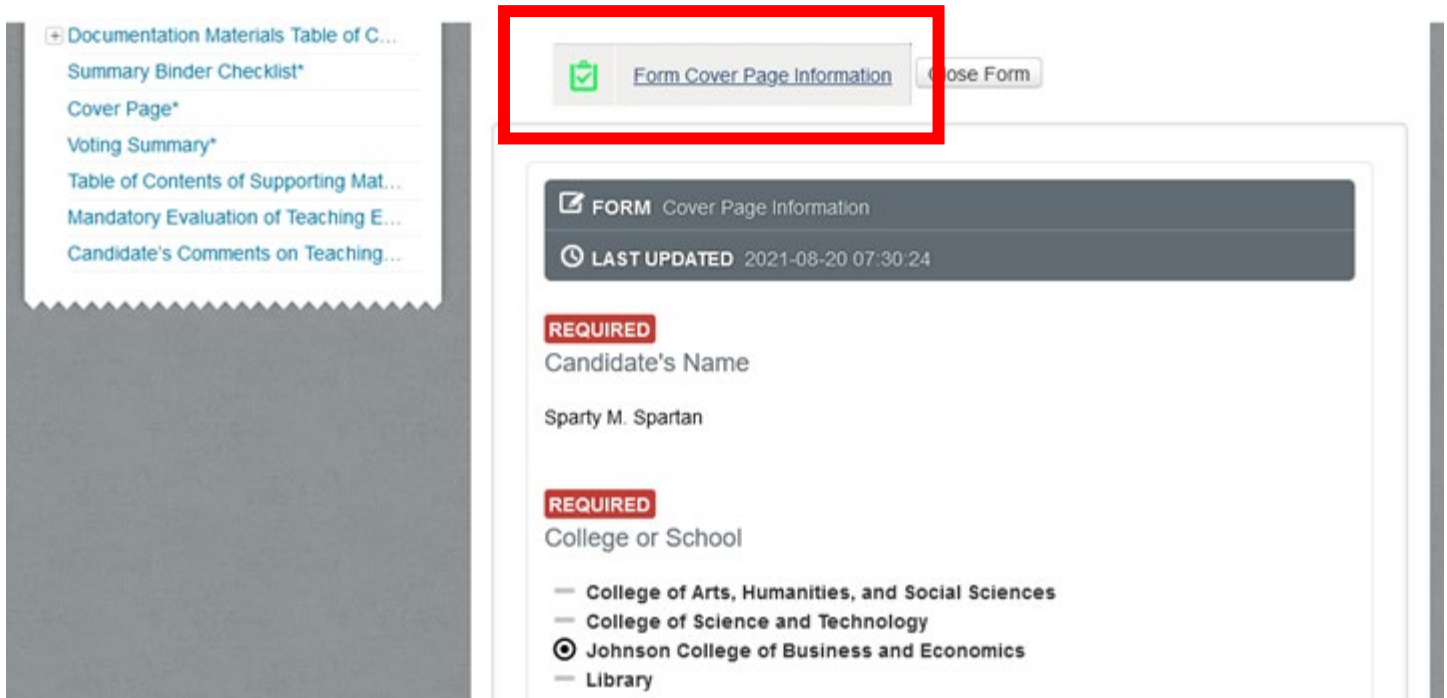 Documentation Materials Table of C...
Summary Binder Checklist*
Cover Page*
Voting Summary*
Table of Contents of Supporting Mat...
Mandatory Evaluation of Teaching E...
Candidate's Comments on Teaching...
Form Cover Page Information
Close Form
FORM Cover Page Information
LAST UPDATED 2021-08-20 07:30:24
REQUIRED
Candidate's Name
Sparty M. Spartan
REQUIRED
College or School
College of Arts, Humanities, and Social Sciences
College of Science and Technology
Johnson College of Business and Economics
Library